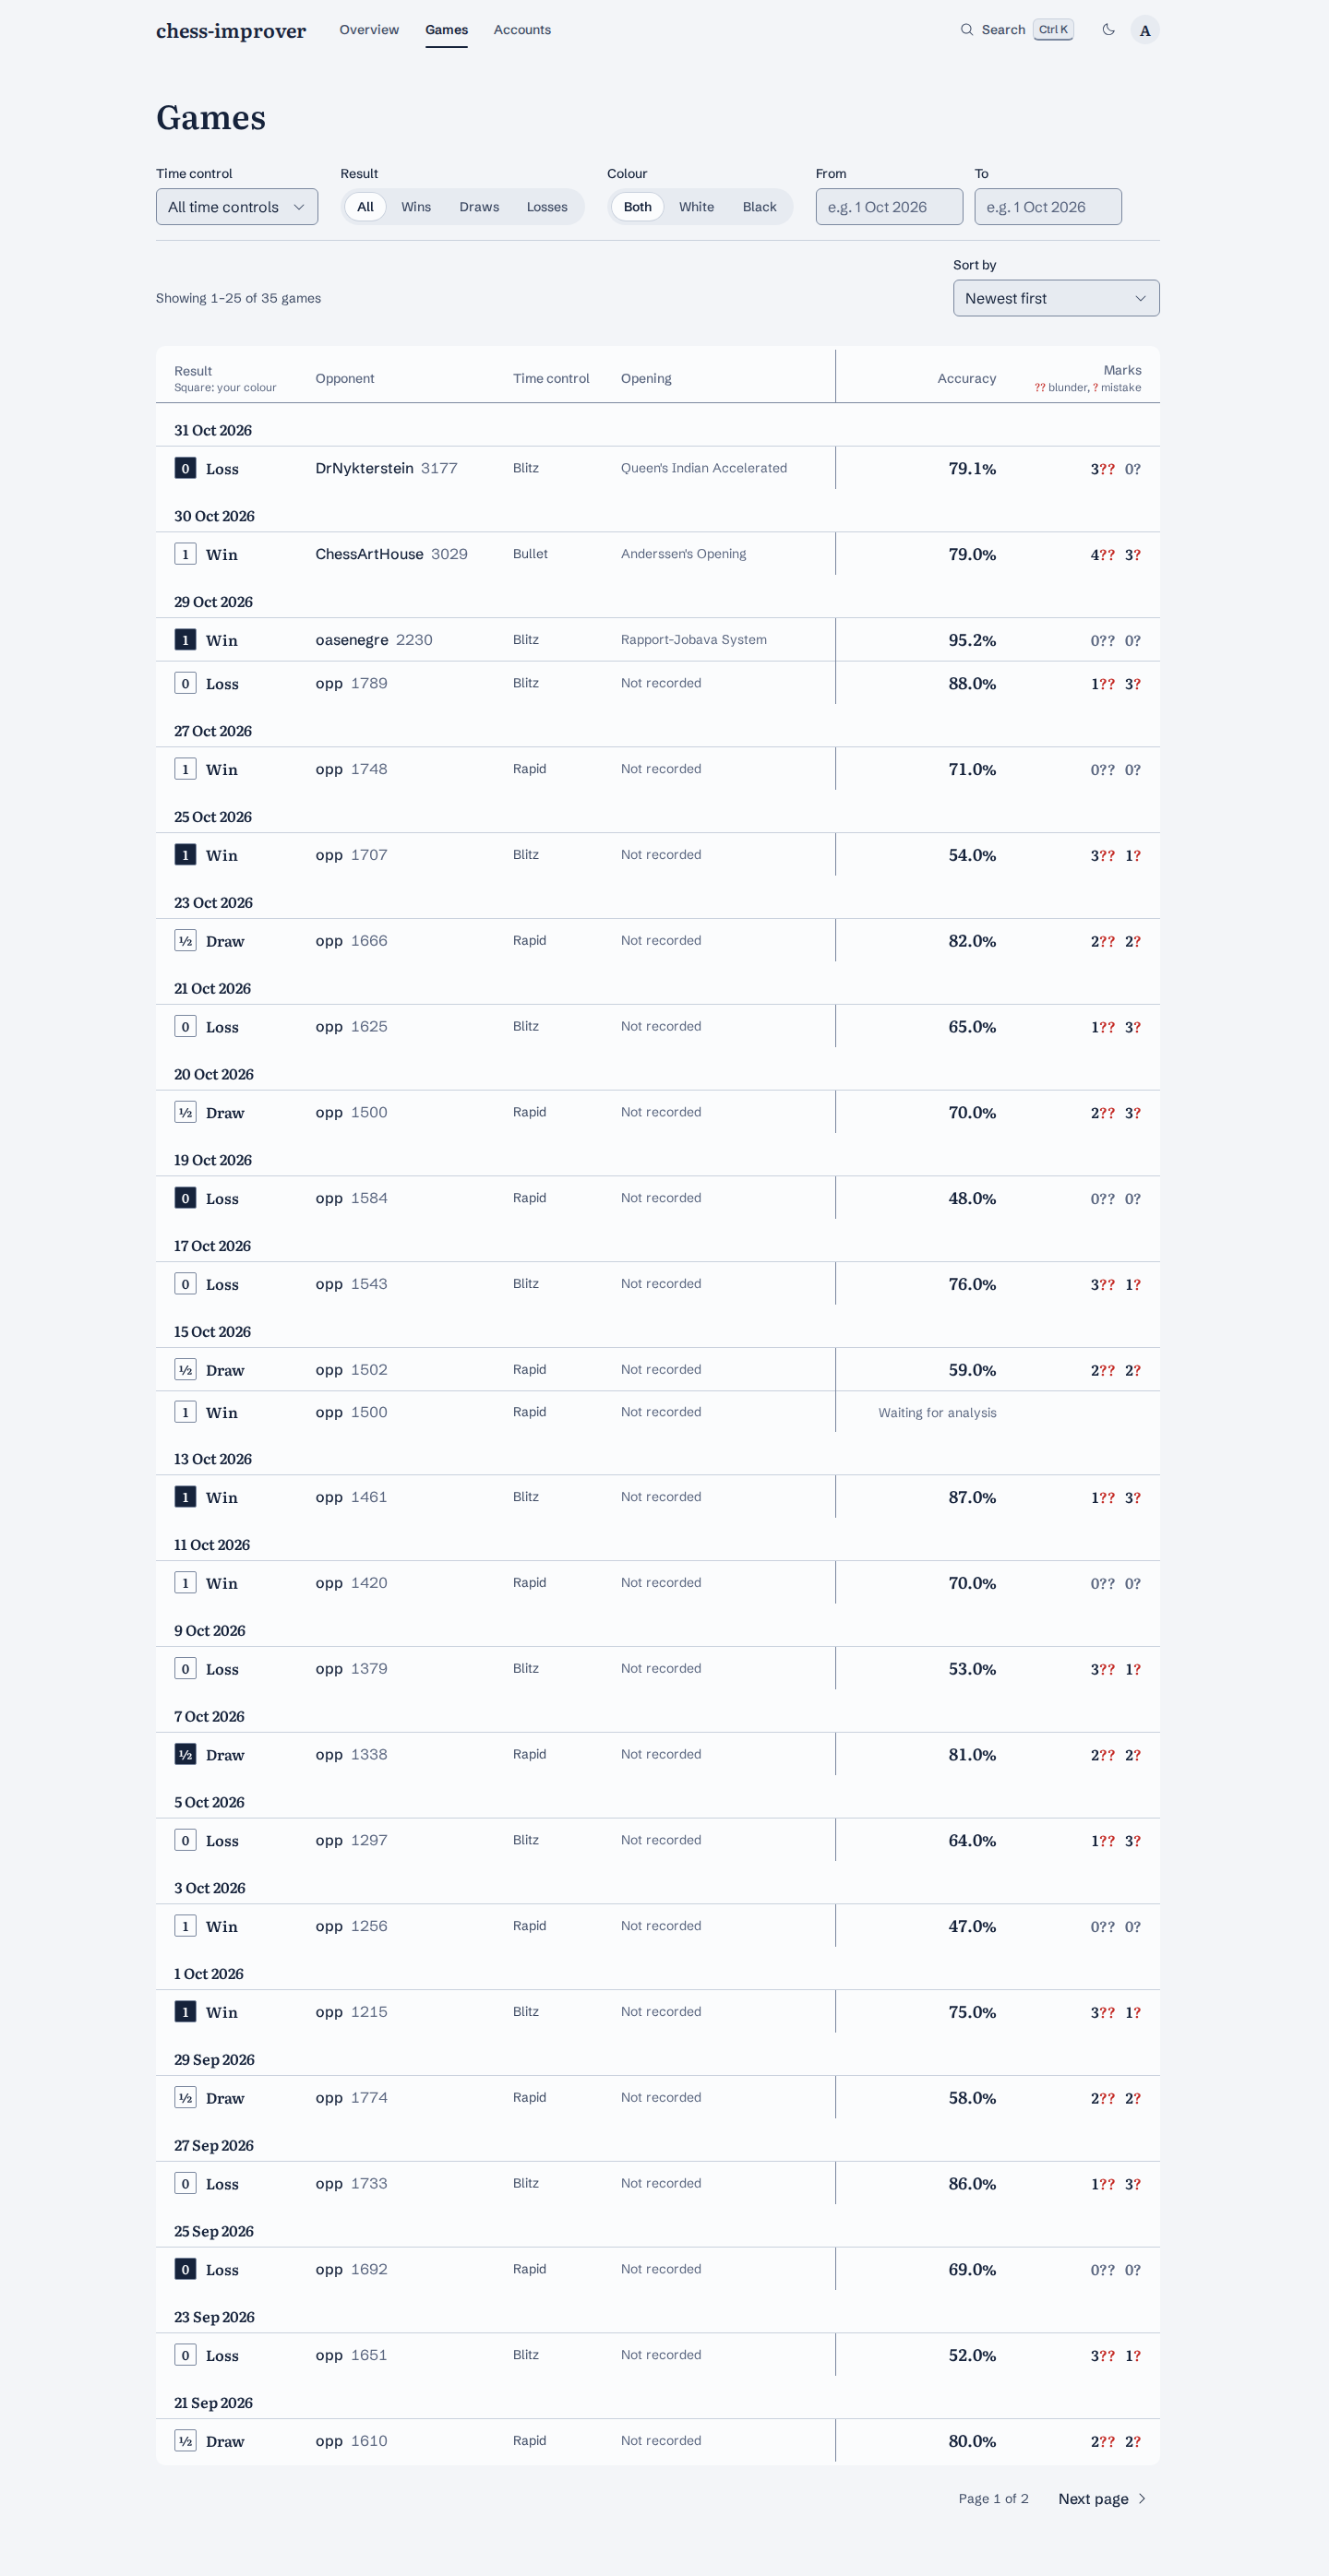 chess-improver Overview Games Accounts Search Ctrl K A
Games
Time control Result Colour From To
All time controls All Wins Draws Losses Both White Black e.g. 1 Oct 2026 e.g. 1 Oct 2026
Sort by
Showing 1–25 of 35 games Newest first
Result Opponent Time control Opening Accuracy Marks
Square: your colour ?? blunder, ? mistake
31 Oct 2026
0 Loss DrNykterstein 3177 Blitz Queen's Indian Accelerated 79.1% 3?? 0?
30 Oct 2026
1 Win ChessArtHouse 3029 Bullet Anderssen's Opening 79.0% 4?? 3?
29 Oct 2026
1 Win oasenegre 2230 Blitz Rapport-Jobava System 95.2% 0?? 0?
0 Loss opp 1789 Blitz Not recorded 88.0% 1?? 3?
27 Oct 2026
1 Win opp 1748 Rapid Not recorded 71.0% 0?? 0?
25 Oct 2026
1 Win opp 1707 Blitz Not recorded 54.0% 3?? 1?
23 Oct 2026
½ Draw opp 1666 Rapid Not recorded 82.0% 2?? 2?
21 Oct 2026
0 Loss opp 1625 Blitz Not recorded 65.0% 1?? 3?
20 Oct 2026
½ Draw opp 1500 Rapid Not recorded 70.0% 2?? 3?
19 Oct 2026
0 Loss opp 1584 Rapid Not recorded 48.0% 0?? 0?
17 Oct 2026
0 Loss opp 1543 Blitz Not recorded 76.0% 3?? 1?
15 Oct 2026
½ Draw opp 1502 Rapid Not recorded 59.0% 2?? 2?
1 Win opp 1500 Rapid Not recorded Waiting for analysis
13 Oct 2026
1 Win opp 1461 Blitz Not recorded 87.0% 1?? 3?
11 Oct 2026
1 Win opp 1420 Rapid Not recorded 70.0% 0?? 0?
9 Oct 2026
0 Loss opp 1379 Blitz Not recorded 53.0% 3?? 1?
7 Oct 2026
½ Draw opp 1338 Rapid Not recorded 81.0% 2?? 2?
5 Oct 2026
0 Loss opp 1297 Blitz Not recorded 64.0% 1?? 3?
3 Oct 2026
1 Win opp 1256 Rapid Not recorded 47.0% 0?? 0?
1 Oct 2026
1 Win opp 1215 Blitz Not recorded 75.0% 3?? 1?
29 Sep 2026
½ Draw opp 1774 Rapid Not recorded 58.0% 2?? 2?
27 Sep 2026
0 Loss opp 1733 Blitz Not recorded 86.0% 1?? 3?
25 Sep 2026
0 Loss opp 1692 Rapid Not recorded 69.0% 0?? 0?
23 Sep 2026
0 Loss opp 1651 Blitz Not recorded 52.0% 3?? 1?
21 Sep 2026
½ Draw opp 1610 Rapid Not recorded 80.0% 2?? 2?
Page 1 of 2 Next page